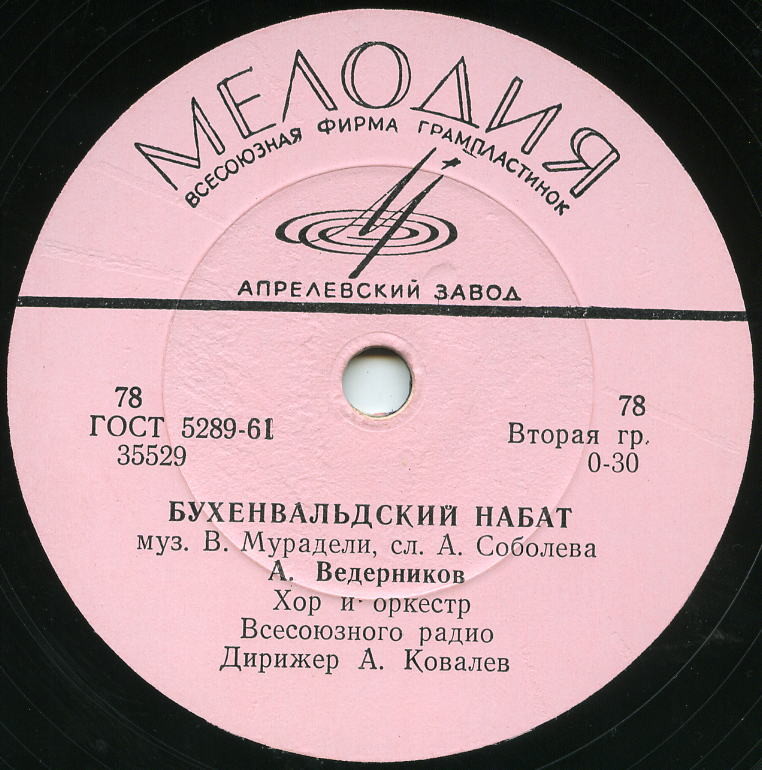 МЕЛОДИЯ
ВСЕСОЮЗНАЯ ФИРМА ГРАМПЛАСТИНОК
АПРЕЛЕВСКИЙ ЗАВОД
78
ГОСТ 5289-61
35529
78
Вторая гр.
0-30
БУХЕНВАЛЬДСКИЙ НАБАТ
муз. В. Мурадели, сл. А. Соболева
А. Ведерников
Хор и оркестр
Всесоюзного радио
Дирижер А. Ковалев